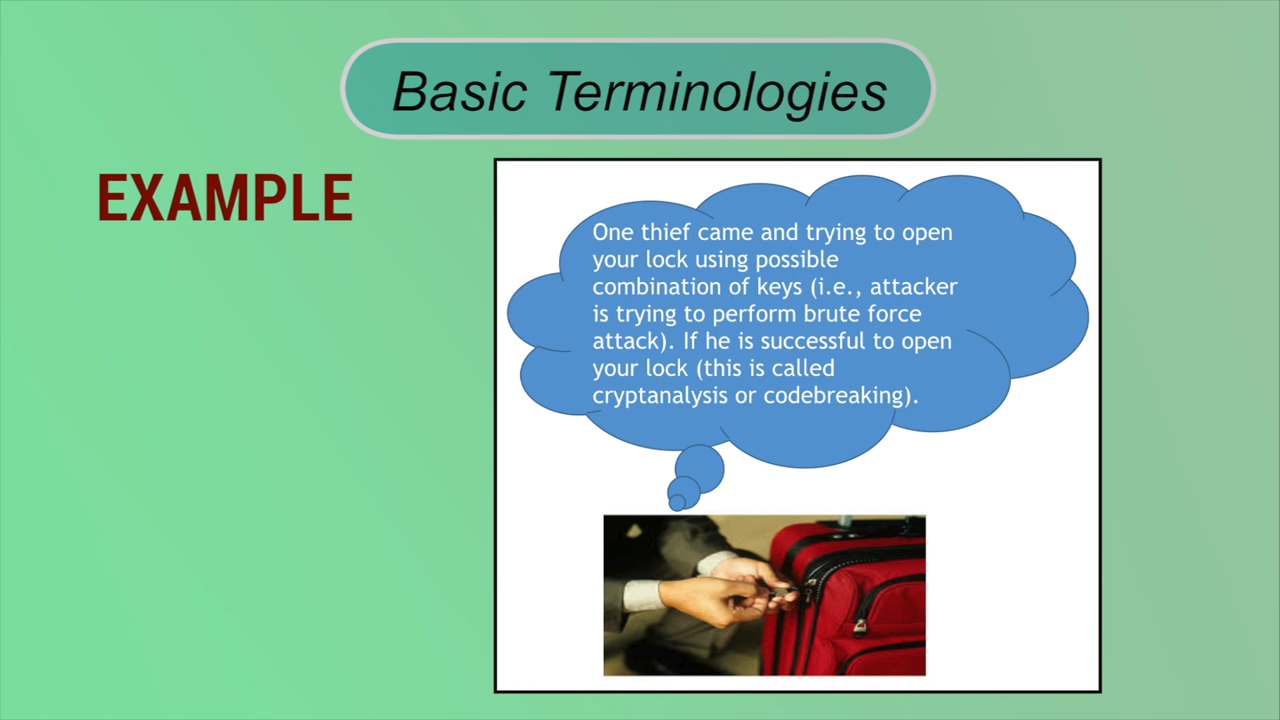 Basic Terminologies
EXAMPLE
One thief came and trying to open
your lock using possible
combination of keys (i.e., attacker
is trying to perform brute force
attack). If he is successful to open
your lock (this is called
cryptanalysis or codebreaking).